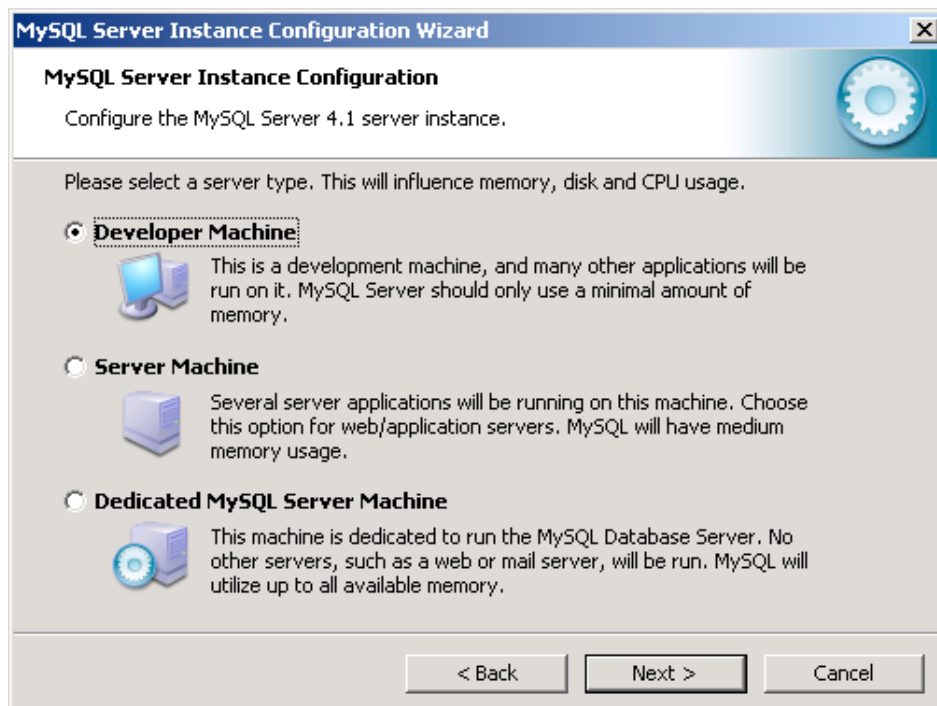 MySQL Server Instance Configuration Wizard
MySQL Server Instance Configuration
Configure the MySQL Server 4.1 server instance.
Please select a server type. This will influence memory, disk and CPU usage.
Developer Machine
This is a development machine, and many other applications will be
run on it. MySQL Server should only use a minimal amount of
memory.
Server Machine
Several server applications will be running on this machine. Choose
this option for web/application servers. MySQL will have medium
memory usage.
Dedicated MySQL Server Machine
This machine is dedicated to run the MySQL Database Server. No
other servers, such as a web or mail server, will be run. MySQL will
utilize up to all available memory.
< Back
Next >
Cancel